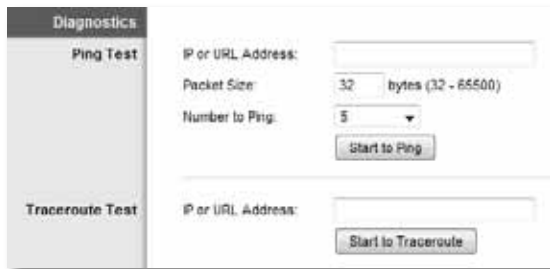 Diagnostics
Ping Test IP or URL Address:
Packet Size: 32 bytes (32 - 65500)
Number to Ping: 5
Start to Ping
Traceroute Test IP or URL Address:
Start to Traceroute